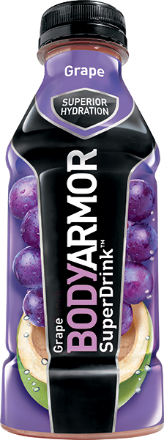 Grape
SUPERIOR
HYDRATION
Grape
BODYARMOR
SuperDrink™